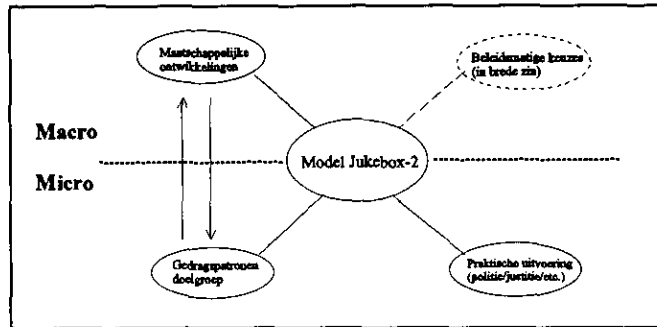 Maatschappelijke
ontwikkelingen
Beleidsmatige keuzes
(in brede zin)
Macro
Model Jukebox-2
Micro
Gedragspatronen
doelgroep
Praktische uitvoering
(politie/justitie/etc.)